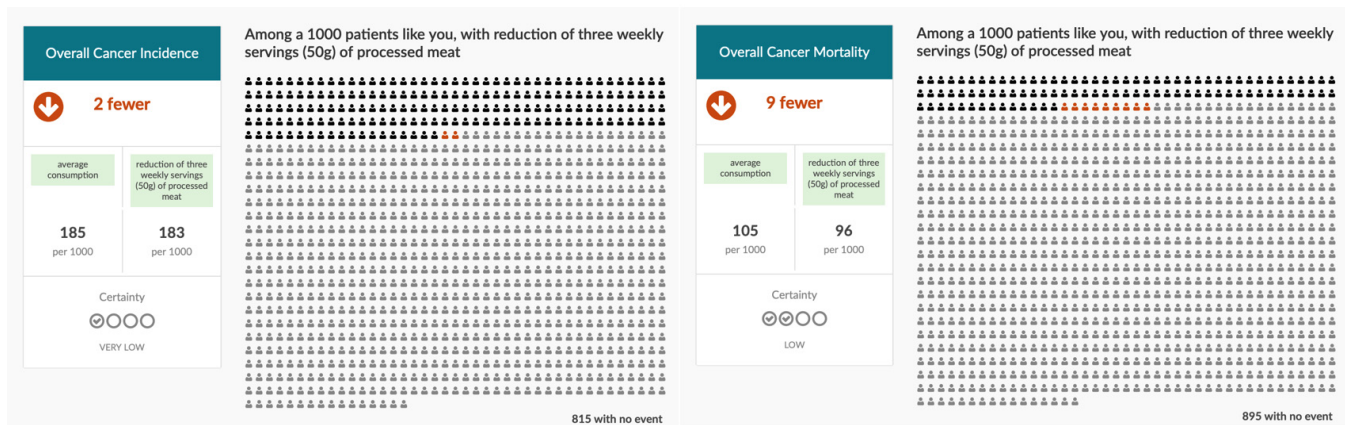 Overall Cancer Incidence
2 fewer
average
consumption
reduction of three
weekly servings
(50g) of processed
meat
185
per 1000
183
per 1000
Certainty
VERY LOW
Among a 1000 patients like you, with reduction of three weekly
servings (50g) of processed meat
815 with no event
Overall Cancer Mortality
9 fewer
average
consumption
reduction of three
weekly servings
(50g) of processed
meat
105
per 1000
96
per 1000
Certainty
LOW
Among a 1000 patients like you, with reduction of three weekly
servings (50g) of processed meat
895 with no event